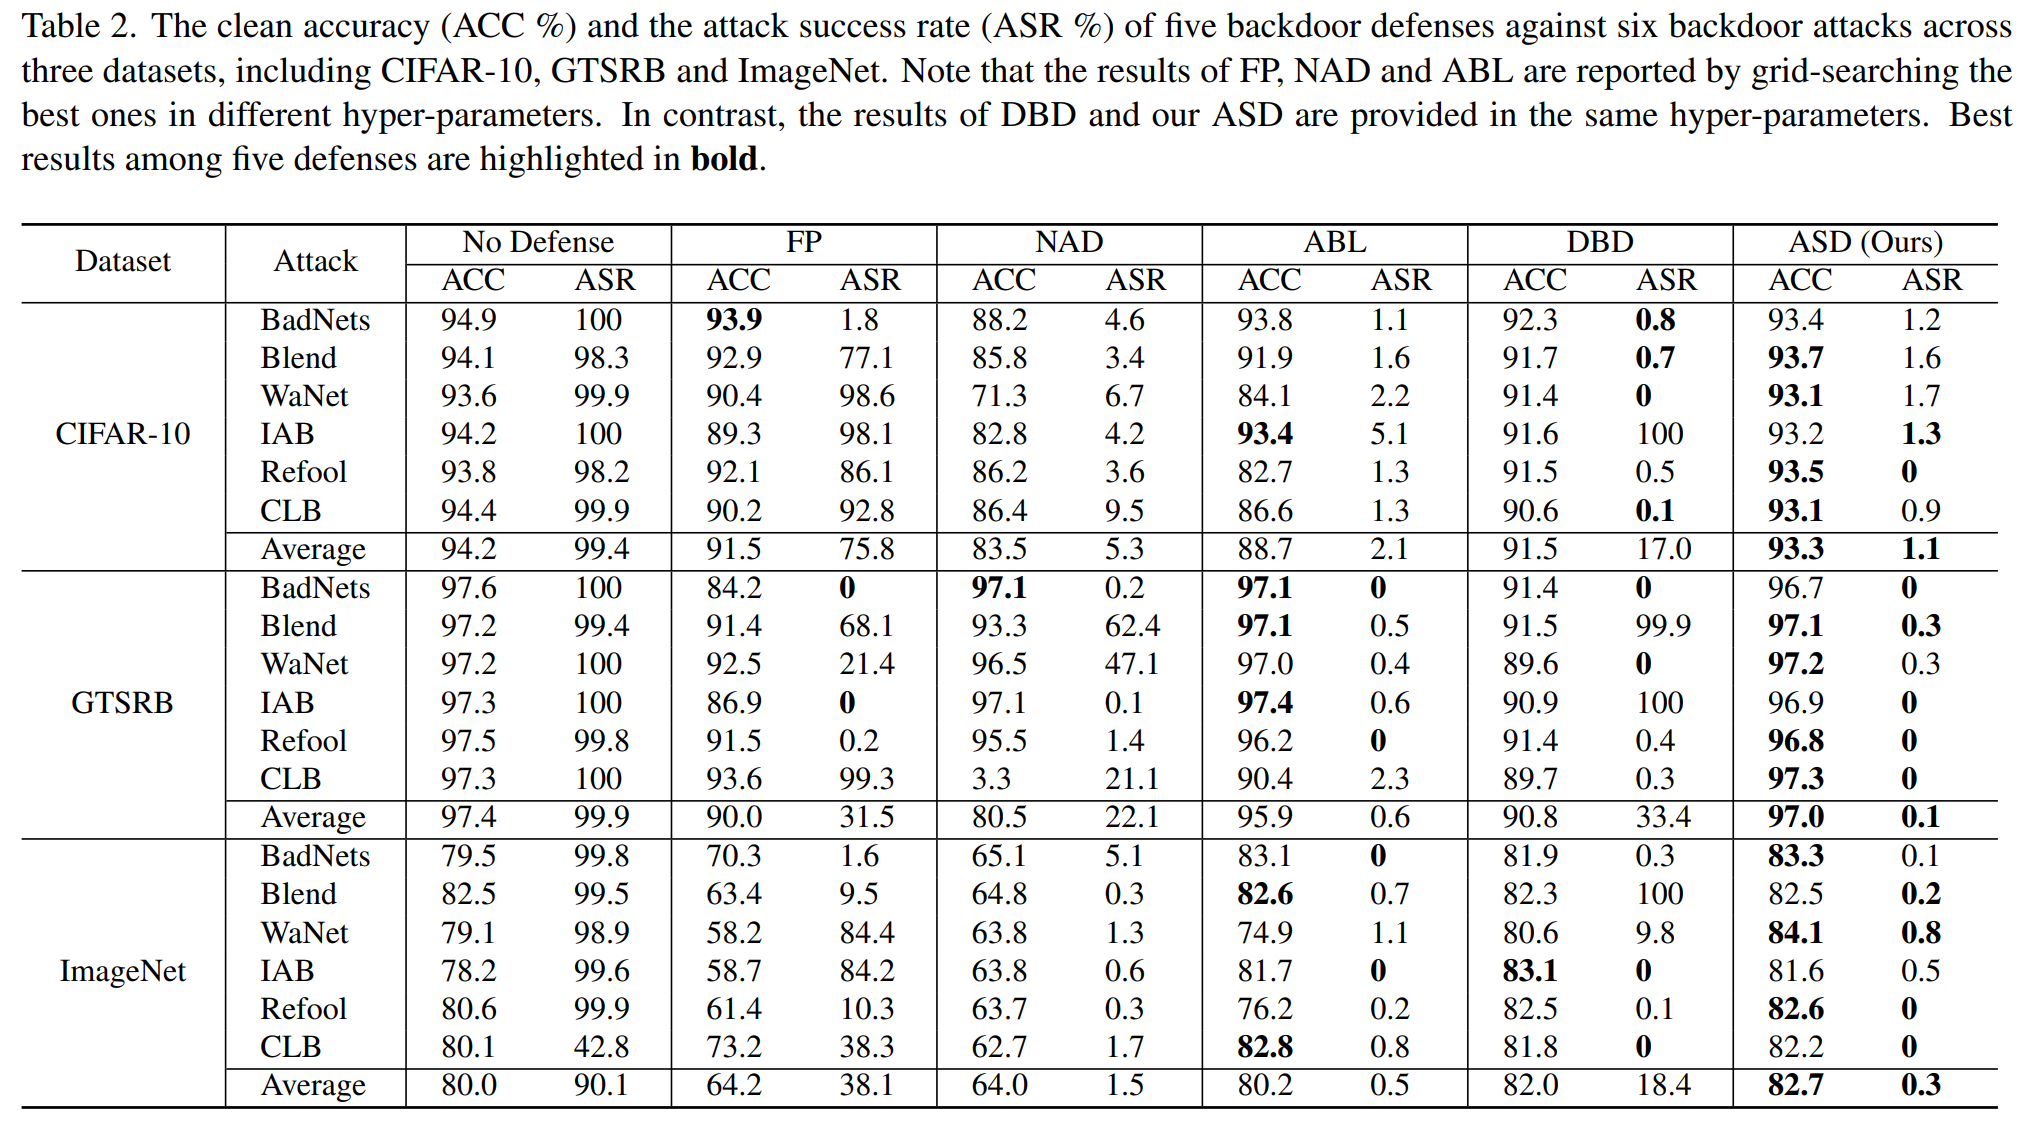 Table 2. The clean accuracy (ACC %) and the attack success rate (ASR %) of five backdoor defenses against six backdoor attacks across
three datasets, including CIFAR-10, GTSRB and ImageNet. Note that the results of FP, NAD and ABL are reported by grid-searching the
best ones in different hyper-parameters. In contrast, the results of DBD and our ASD are provided in the same hyper-parameters. Best
results among five defenses are highlighted in bold.
Dataset Attack No Defense FP NAD ABL DBD ASD (Ours)
ACC ASR ACC ASR ACC ASR ACC ASR ACC ASR ACC ASR
CIFAR-10
BadNets 94.9 100 93.9 1.8 88.2 4.6 93.8 1.1 92.3 0.8 93.4 1.2
Blend 94.1 98.3 92.9 77.1 85.8 3.4 91.9 1.6 91.7 0.7 93.7 1.6
WaNet 93.6 99.9 90.4 98.6 71.3 6.7 84.1 2.2 91.4 0 93.1 1.7
IAB 94.2 100 89.3 98.1 82.8 4.2 93.4 5.1 91.6 100 93.2 1.3
Refool 93.8 98.2 92.1 86.1 86.2 3.6 82.7 1.3 91.5 0.5 93.5 0
CLB 94.4 99.9 90.2 92.8 86.4 9.5 86.6 1.3 90.6 0.1 93.1 0.9
Average 94.2 99.4 91.5 75.8 83.5 5.3 88.7 2.1 91.5 17.0 93.3 1.1
GTSRB
BadNets 97.6 100 84.2 0 97.1 0.2 97.1 0 91.4 0 96.7 0
Blend 97.2 99.4 91.4 68.1 93.3 62.4 97.1 0.5 91.5 99.9 97.1 0.3
WaNet 97.2 100 92.5 21.4 96.5 47.1 97.0 0.4 89.6 0 97.2 0.3
IAB 97.3 100 86.9 0 97.1 0.1 97.4 0.6 90.9 100 96.9 0
Refool 97.5 99.8 91.5 0.2 95.5 1.4 96.2 0 91.4 0.4 96.8 0
CLB 97.3 100 93.6 99.3 3.3 21.1 90.4 2.3 89.7 0.3 97.3 0
Average 97.4 99.9 90.0 31.5 80.5 22.1 95.9 0.6 90.8 33.4 97.0 0.1
ImageNet
BadNets 79.5 99.8 70.3 1.6 65.1 5.1 83.1 0 81.9 0.3 83.3 0.1
Blend 82.5 99.5 63.4 9.5 64.8 0.3 82.6 0.7 82.3 100 82.5 0.2
WaNet 79.1 98.9 58.2 84.4 63.8 1.3 74.9 1.1 80.6 9.8 84.1 0.8
IAB 78.2 99.6 58.7 84.2 63.8 0.6 81.7 0 83.1 0 81.6 0.5
Refool 80.6 99.9 61.4 10.3 63.7 0.3 76.2 0.2 82.5 0.1 82.6 0
CLB 80.1 42.8 73.2 38.3 62.7 1.7 82.8 0.8 81.8 0 82.2 0
Average 80.0 90.1 64.2 38.1 64.0 1.5 80.2 0.5 82.0 18.4 82.7 0.3